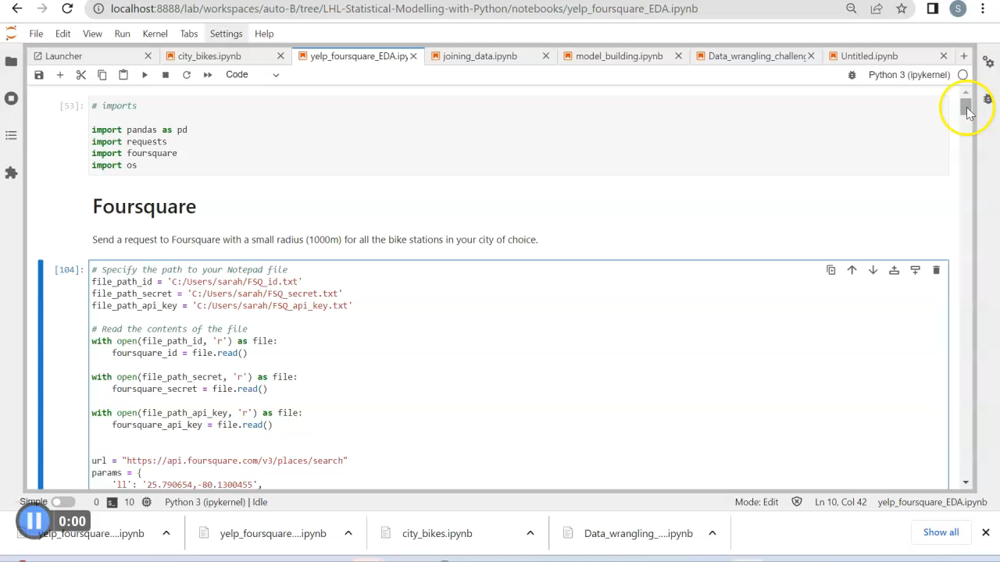 localhost:8888/lab/workspaces/auto-B/tree/LHL-Statistical-Modelling-with-Python/notebooks/yelp_foursquare_EDA.ipynb
S
File Edit View Run Kernel Tabs Settings Help
Launcher city_bikes.ipynb yelp_foursquare_EDA.ipy joining_data.ipynb model_building.ipynb Data_wrangling_challeng Untitled.ipynb
Code Python 3 (ipykernel)
[53]: # imports
import pandas as pd
import requests
import foursquare
import os
Foursquare
Send a request to Foursquare with a small radius (1000m) for all the bike stations in your city of choice.
[104]: # Specify the path to your Notepad file
file_path_id = 'C:/Users/sarah/FSQ_id.txt'
file_path_secret = 'C:/Users/sarah/FSQ_secret.txt'
file_path_api_key = 'C:/Users/sarah/FSQ_api_key.txt'
# Read the contents of the file
with open(file_path_id, 'r') as file:
foursquare_id = file.read()
with open(file_path_secret, 'r') as file:
foursquare_secret = file.read()
with open(file_path_api_key, 'r') as file:
foursquare_api_key = file.read()
url = "https://api.foursquare.com/v3/places/search"
params = {
'll': '25.790654,-80.1300455',
Simple 0 10 Python 3 (ipykernel) | Idle Mode: Edit Ln 10, Col 42 yelp_foursquare_EDA.ipynb
0:00
yelp_foursquare....ipynb yelp_foursquare....ipynb city_bikes.ipynb Data_wrangling_....ipynb Show all